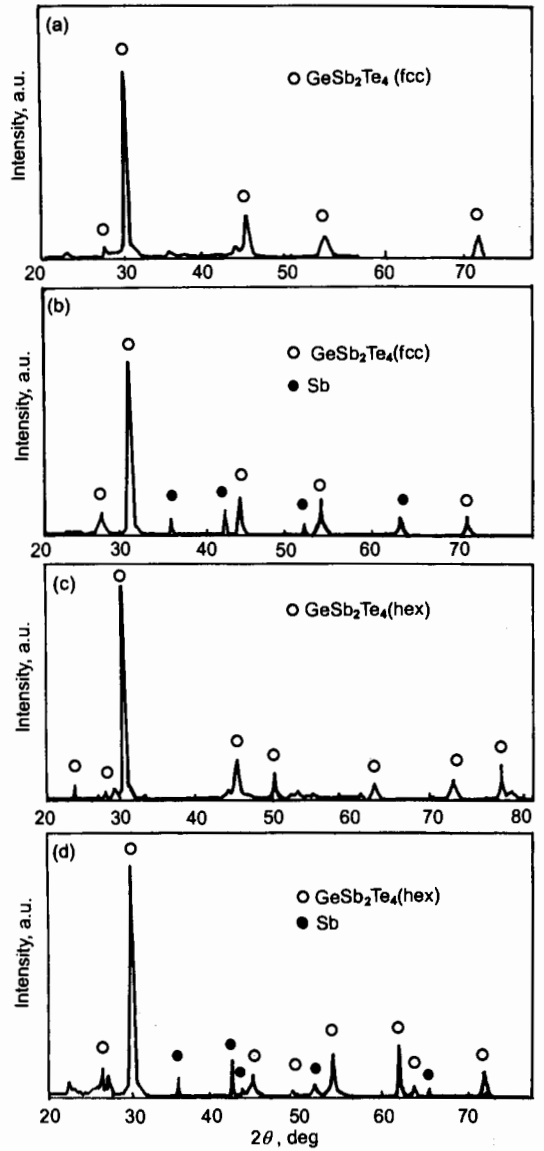 (a)
○ GeSb₂Te₄ (fcc)
Intensity, a.u.
20 30 40 50 60 70
(b)
○ GeSb₂Te₄(fcc)
● Sb
Intensity, a.u.
20 30 40 50 60 70
(c)
○ GeSb₂Te₄(hex)
Intensity, a.u.
20 30 40 50 60 70 80
(d)
○ GeSb₂Te₄(hex)
● Sb
Intensity, a.u.
20 30 40 50 60 70
2θ, deg